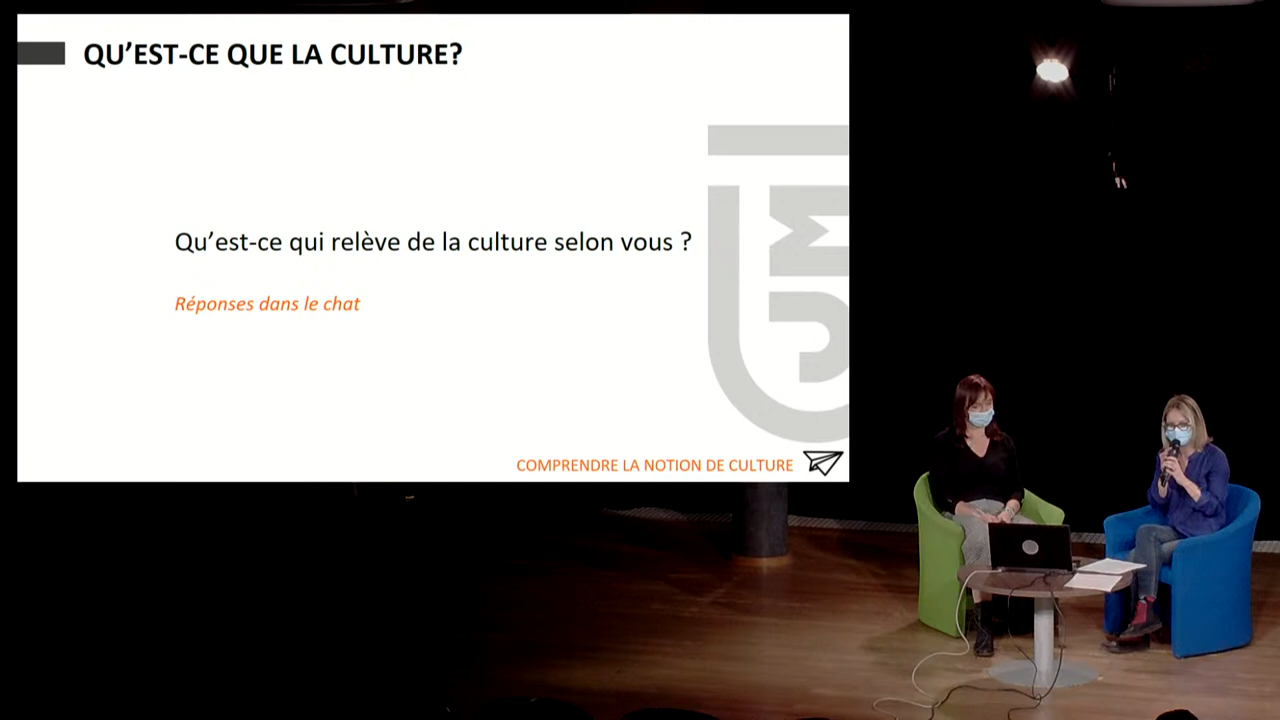 QU’EST-CE QUE LA CULTURE?
Qu’est-ce qui relève de la culture selon vous ?
Réponses dans le chat
UM
COMPRENDRE LA NOTION DE CULTURE